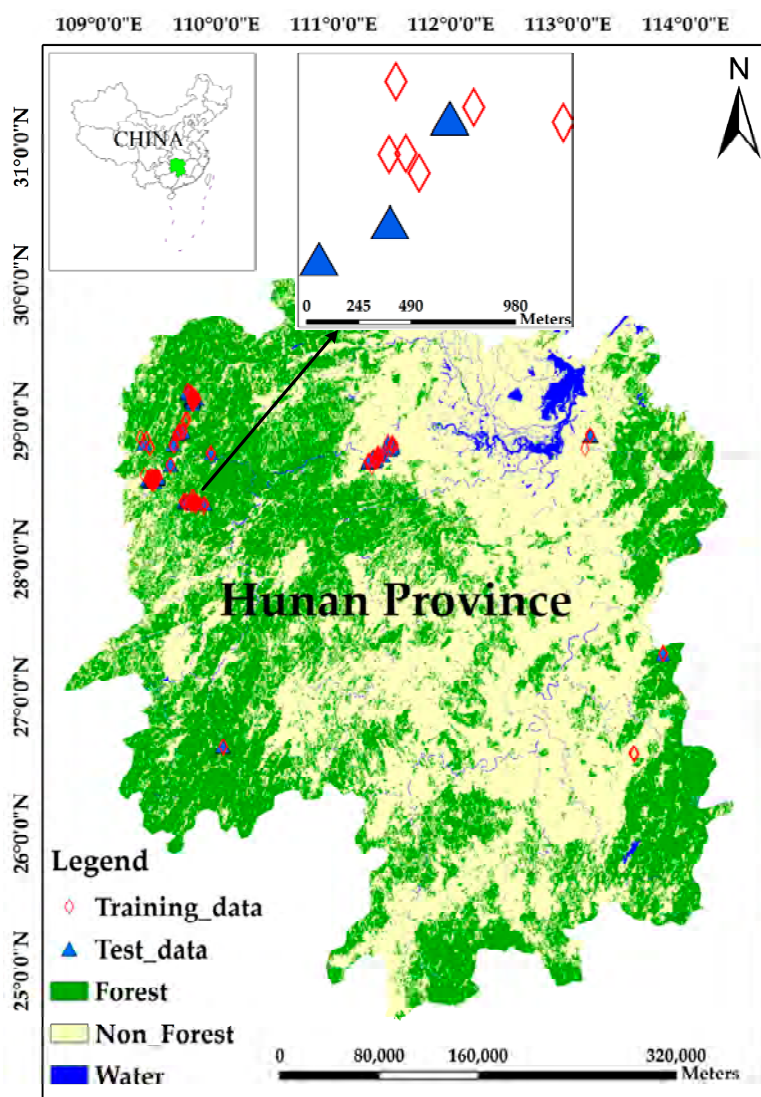 109°0'0"E 110°0'0"E 111°0'0"E 112°0'0"E 113°0'0"E 114°0'0"E
N
CHINA
31°0'0"N
30°0'0"N
29°0'0"N
28°0'0"N
27°0'0"N
26°0'0"N
25°0'0"N
0 245 490 980
Meters
Hunan Province
Legend
Training_data
Test_data
Forest
Non_Forest
Water
0 80,000 160,000 320,000
Meters